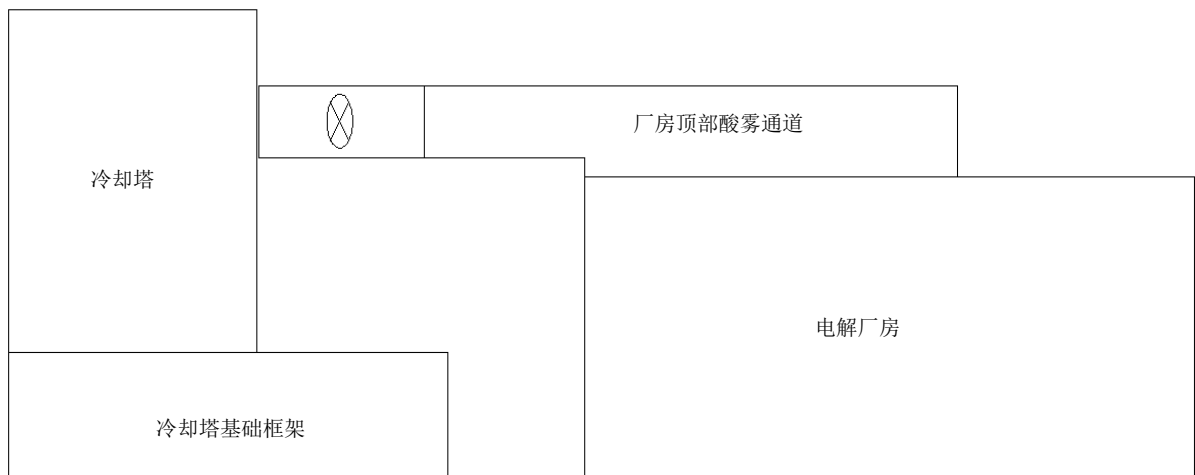 厂房顶部酸雾通道
冷却塔
电解厂房
冷却塔基础框架